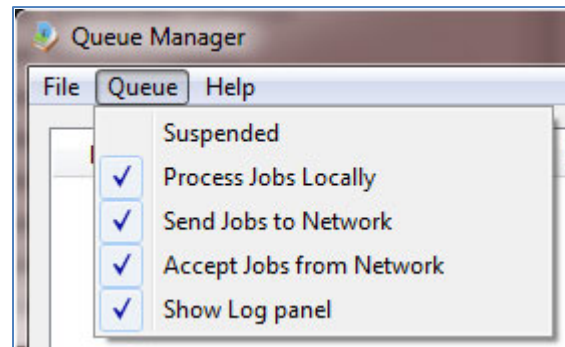 Queue Manager
File Queue Help
Suspended
Process Jobs Locally
Send Jobs to Network
Accept Jobs from Network
Show Log panel